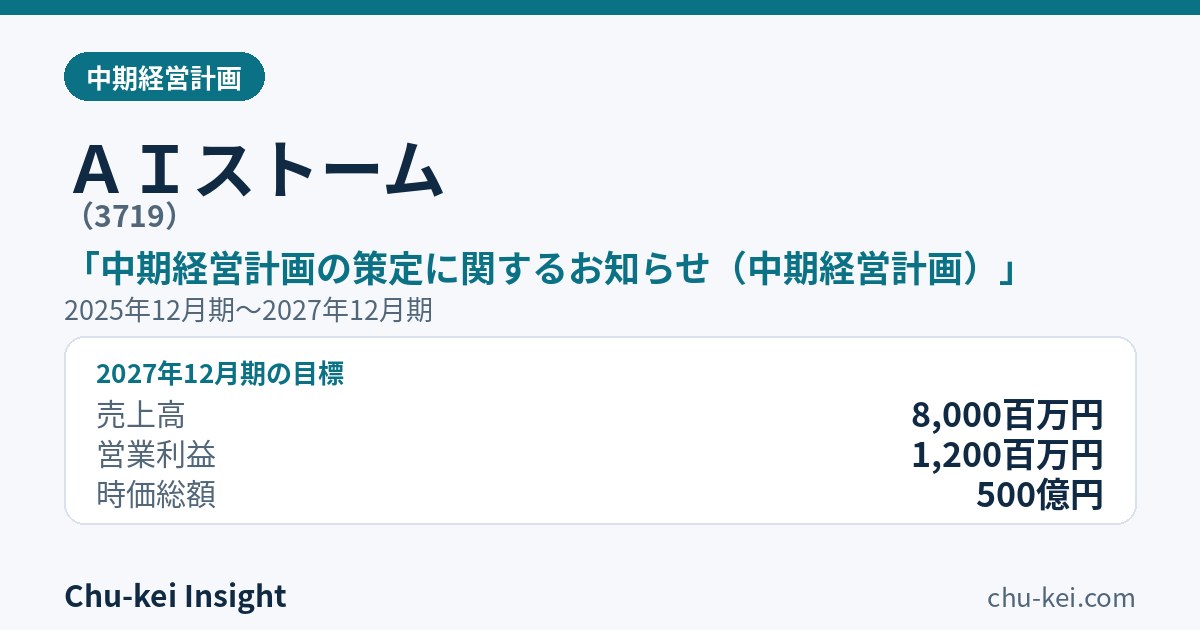 中期経営計画
ＡＩストーム
（3719）
「中期経営計画の策定に関するお知らせ（中期経営計画）」
2025年12月期～2027年12月期
2027年12月期の目標
売上高 8,000百万円
営業利益 1,200百万円
時価総額 500億円
Chu-kei Insight chu-kei.com